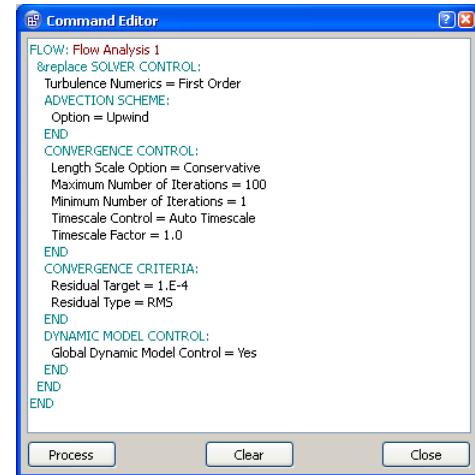 Command Editor
FLOW: Flow Analysis 1
&replace SOLVER CONTROL:
Turbulence Numerics = First Order
ADVECTION SCHEME:
Option = Upwind
END
CONVERGENCE CONTROL:
Length Scale Option = Conservative
Maximum Number of Iterations = 100
Minimum Number of Iterations = 1
Timescale Control = Auto Timescale
Timescale Factor = 1.0
END
CONVERGENCE CRITERIA:
Residual Target = 1.E-4
Residual Type = RMS
END
DYNAMIC MODEL CONTROL:
Global Dynamic Model Control = Yes
END
END
END
Process Clear Close